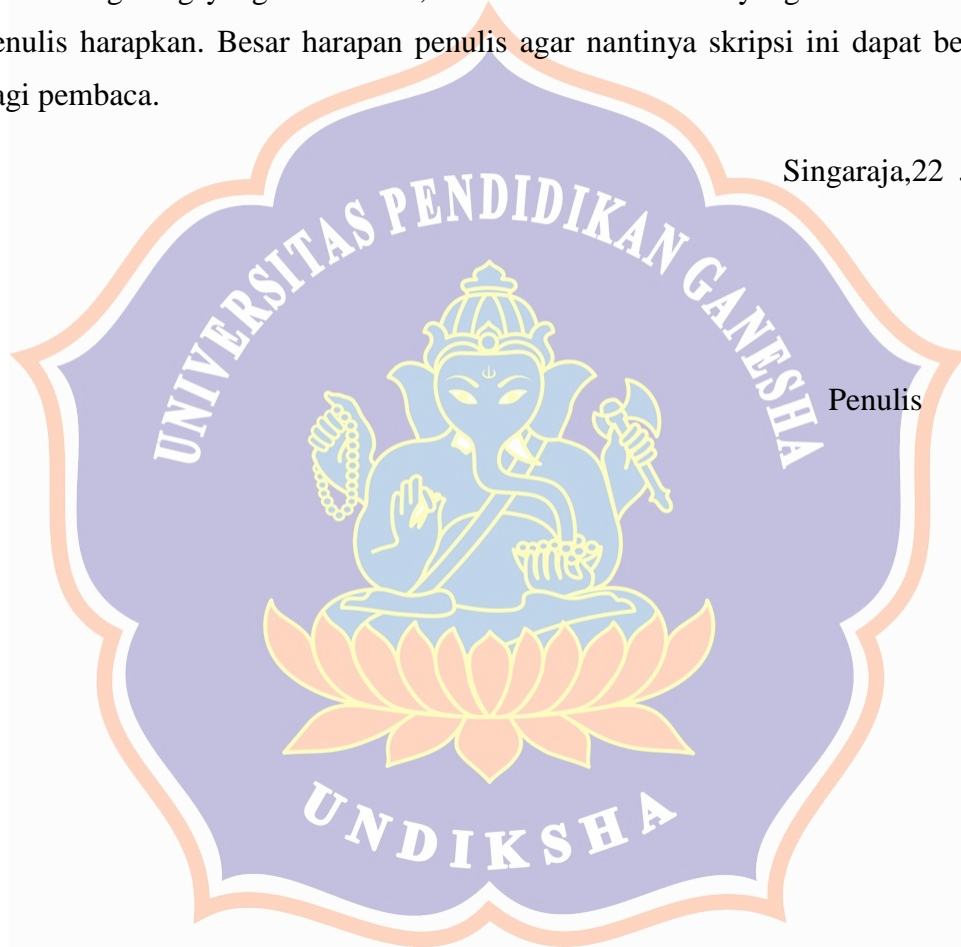 enulis harapkan. Besar harapan penulis agar nantinya skripsi ini dapat be
agi pembaca.
Singaraja,22 .
UNIVERSITAS PENDIDIKAN GANESHA
Penulis
UNDIKSHA